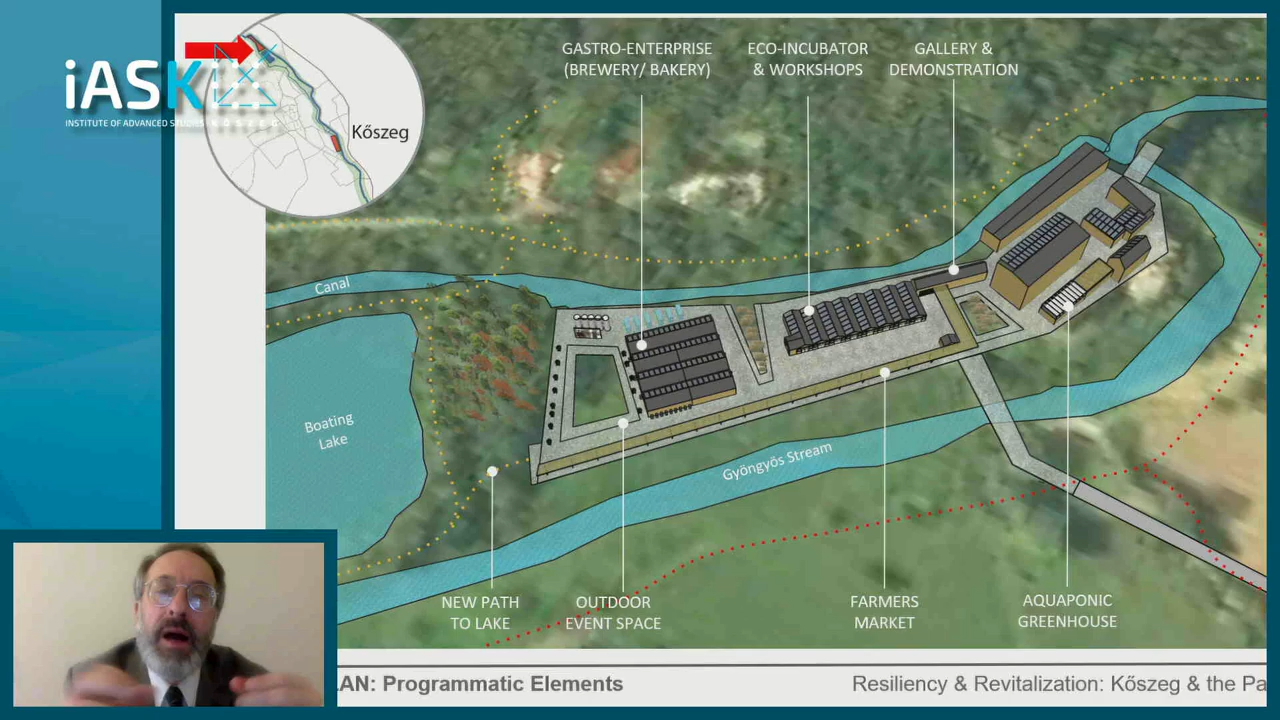 iASK
INSTITUTE OF ADVANCED STUDIES KŐSZEG
Kőszeg
GASTRO-ENTERPRISE
(BREWERY/ BAKERY)
ECO-INCUBATOR
& WORKSHOPS
GALLERY &
DEMONSTRATION
Canal
Boating
Lake
Gyöngyös Stream
NEW PATH
TO LAKE
OUTDOOR
EVENT SPACE
FARMERS
MARKET
AQUAPONIC
GREENHOUSE
LAN: Programmatic Elements
Resiliency & Revitalization: Kőszeg & the Pa